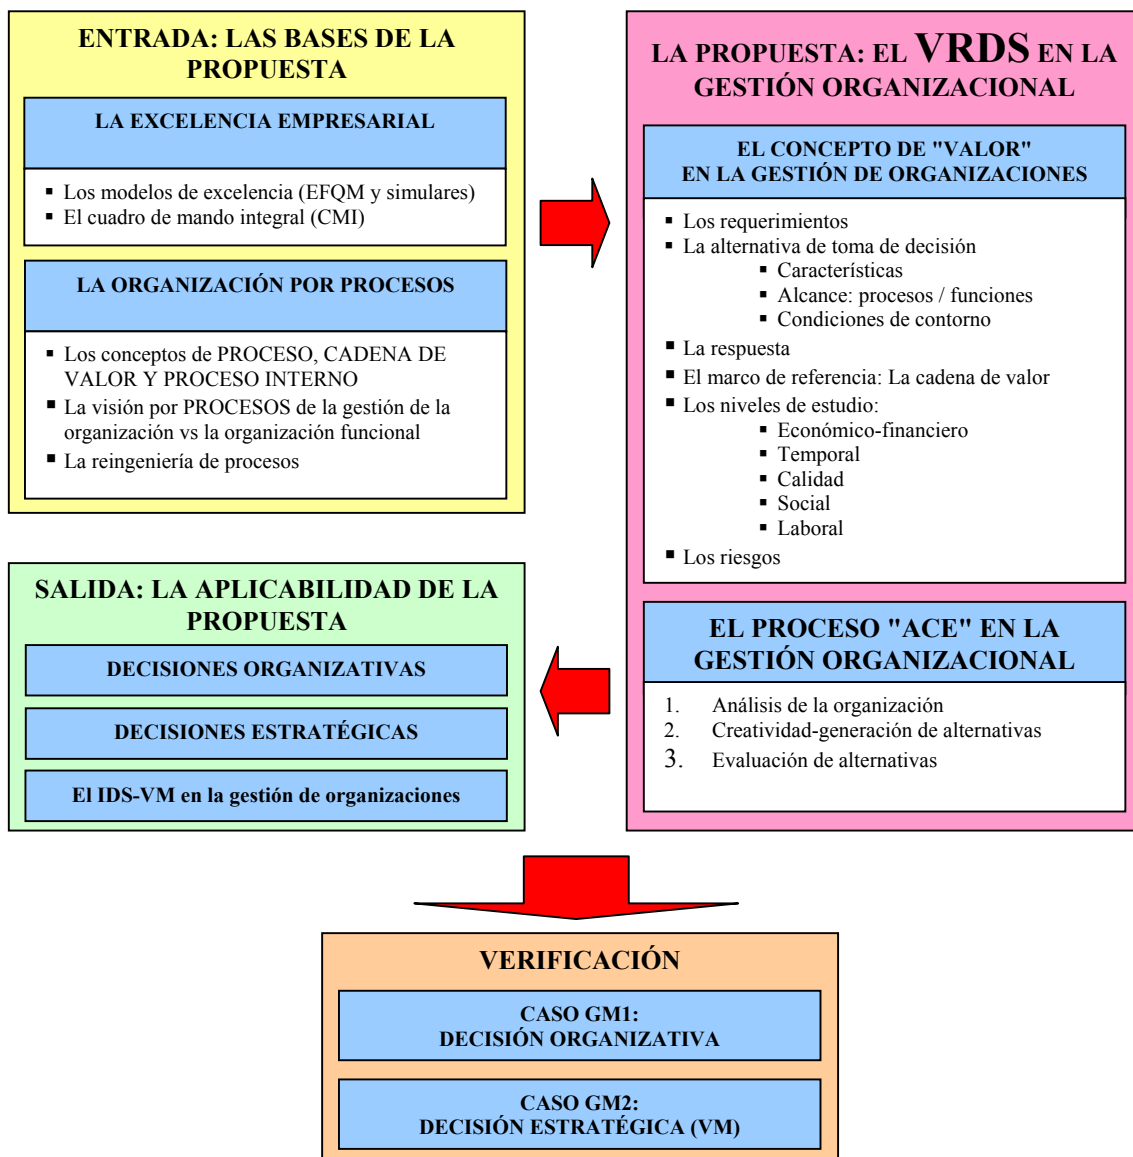 ENTRADA: LAS BASES DE LA
PROPUESTA
LA EXCELENCIA EMPRESARIAL
▪ Los modelos de excelencia (EFQM y simulares)
▪ El cuadro de mando integral (CMI)
LA ORGANIZACIÓN POR PROCESOS
▪ Los conceptos de PROCESO, CADENA DE
VALOR Y PROCESO INTERNO
▪ La visión por PROCESOS de la gestión de la
organización vs la organización funcional
▪ La reingeniería de procesos
LA PROPUESTA: EL VRDS EN LA
GESTIÓN ORGANIZACIONAL
EL CONCEPTO DE "VALOR"
EN LA GESTIÓN DE ORGANIZACIONES
▪ Los requerimientos
▪ La alternativa de toma de decisión
▪ Características
▪ Alcance: procesos / funciones
▪ Condiciones de contorno
▪ La respuesta
▪ El marco de referencia: La cadena de valor
▪ Los niveles de estudio:
▪ Económico-financiero
▪ Temporal
▪ Calidad
▪ Social
▪ Laboral
▪ Los riesgos
EL PROCESO "ACE" EN LA
GESTIÓN ORGANIZACIONAL
1. Análisis de la organización
2. Creatividad-generación de alternativas
3. Evaluación de alternativas
SALIDA: LA APLICABILIDAD DE LA
PROPUESTA
DECISIONES ORGANIZATIVAS
DECISIONES ESTRATÉGICAS
El IDS-VM en la gestión de organizaciones
VERIFICACIÓN
CASO GM1:
DECISIÓN ORGANIZATIVA
CASO GM2:
DECISIÓN ESTRATÉGICA (VM)